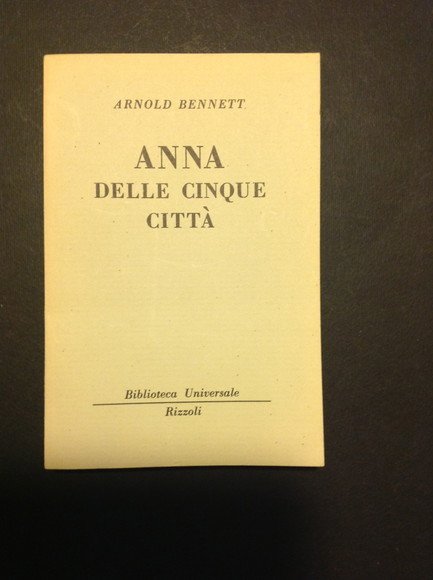 ARNOLD BENNETT
ANNA
DELLE CINQUE
CITTÀ
Biblioteca Universale
Rizzoli